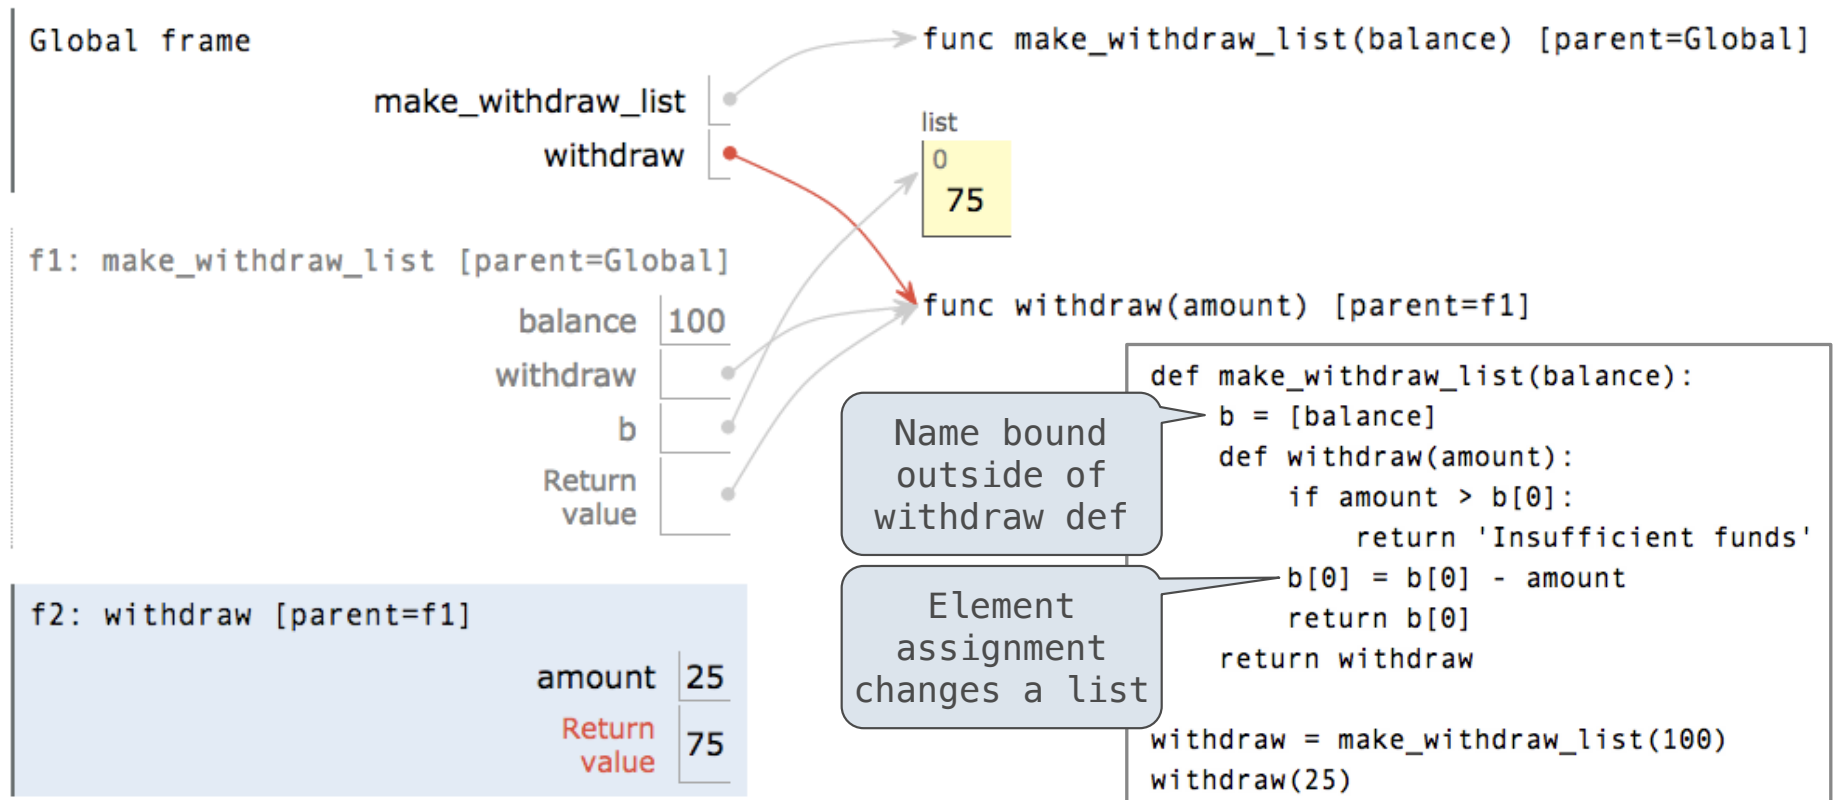 Global frame
make_withdraw_list
withdraw
func make_withdraw_list(balance) [parent=Global]
list
0
75
f1: make_withdraw_list [parent=Global]
balance 100
withdraw
b
Return
value
func withdraw(amount) [parent=f1]
f2: withdraw [parent=f1]
amount 25
Return
value 75
Name bound
outside of
withdraw def
Element
assignment
changes a list
def make_withdraw_list(balance):
    b = [balance]
    def withdraw(amount):
        if amount > b[0]:
            return 'Insufficient funds'
        b[0] = b[0] - amount
        return b[0]
    return withdraw
withdraw = make_withdraw_list(100)
withdraw(25)